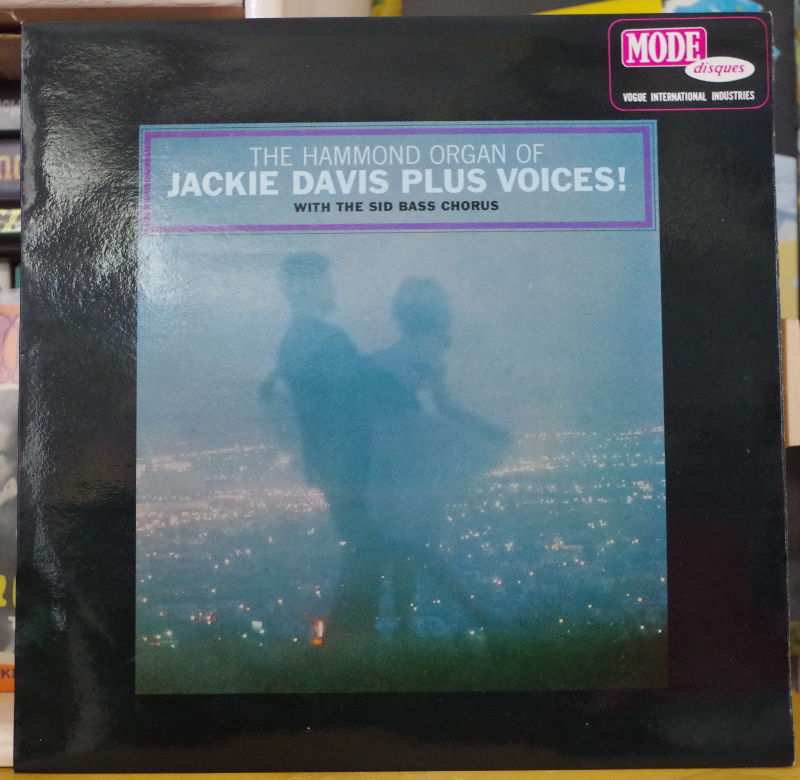 MODE
disques
VOGUE INTERNATIONAL INDUSTRIES
THE HAMMOND ORGAN OF
JACKIE DAVIS PLUS VOICES!
WITH THE SID BASS CHORUS